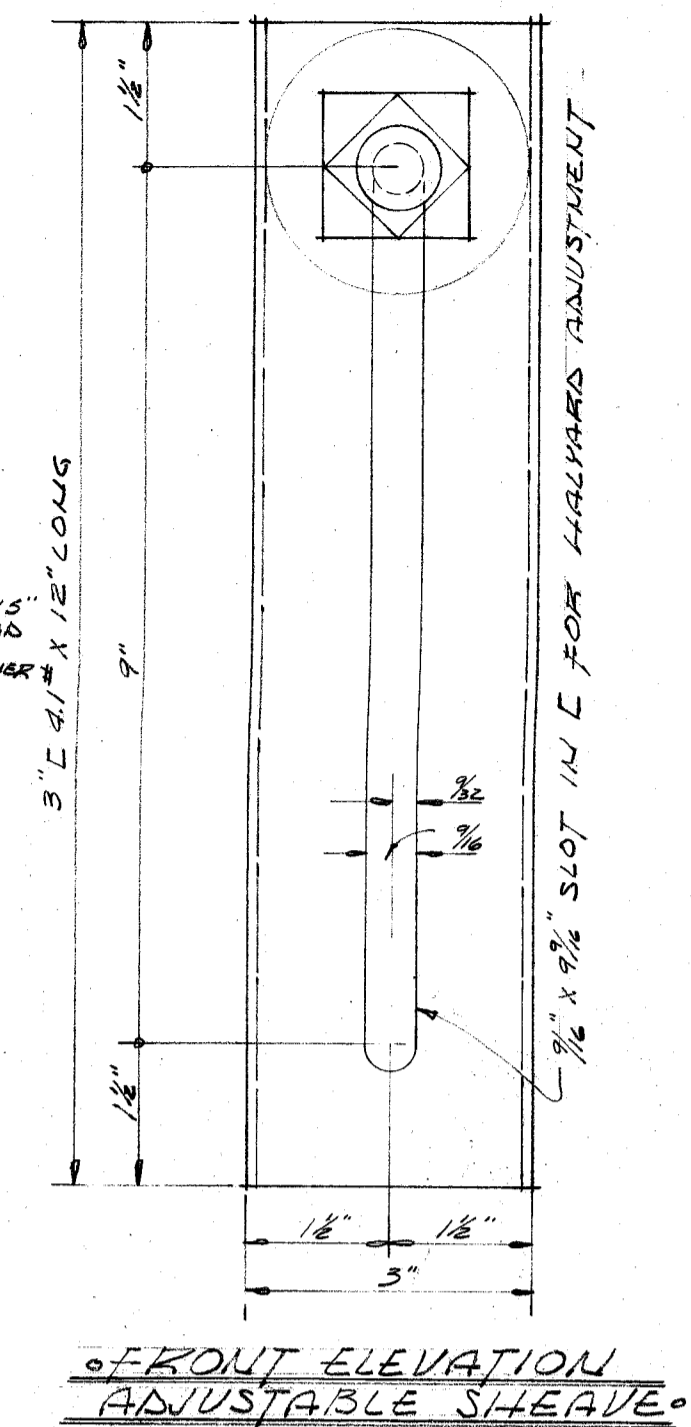 1½"
9"
1½"
3" [ 4.1# X 12" LONG
9/32
9/16
9/16" X 9 9/16" SLOT IN [ FOR HALYARD ADJUSTMENT
1½"
1½"
3"
FRONT ELEVATION
ADJUSTABLE SHEAVE